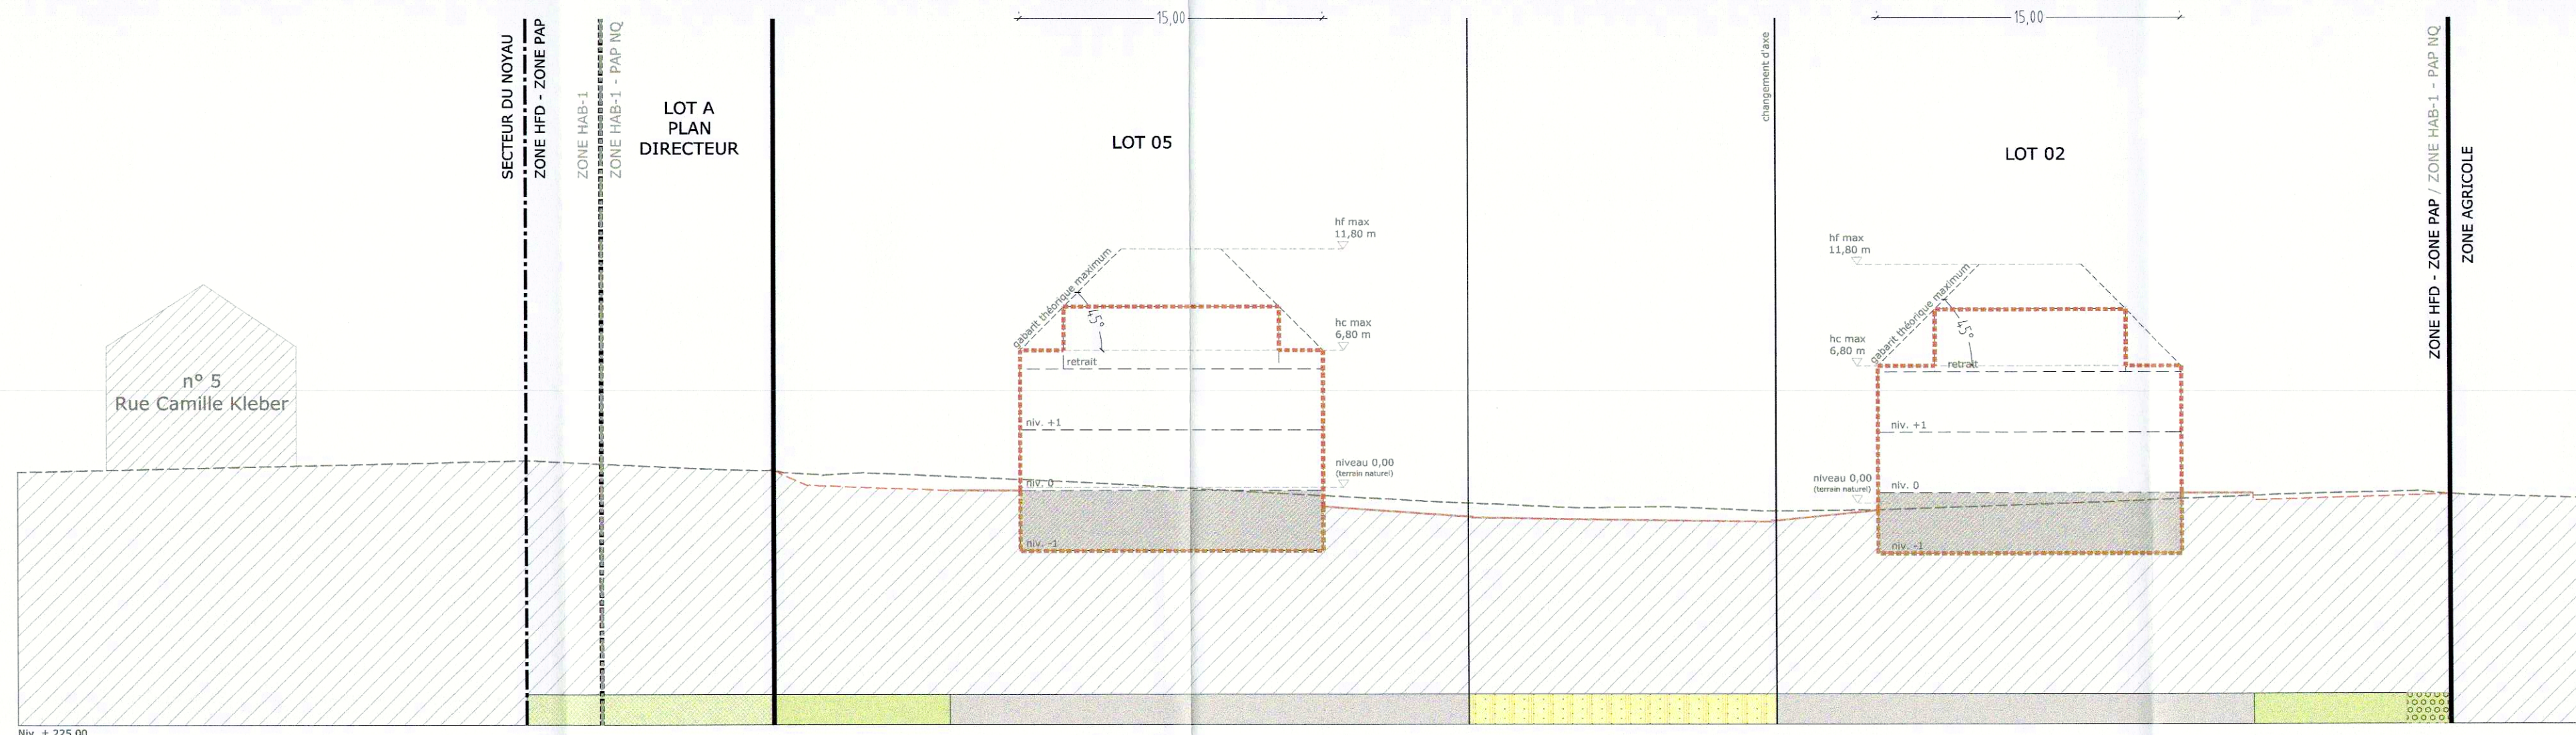 15,00
15,00
SECTEUR DU NOYAU
ZONE HFD - ZONE PAP
ZONE HAB-1
ZONE HAB-1 - PAP NQ
LOT A
PLAN
DIRECTEUR
LOT 05
changement d'axe
LOT 02
ZONE HFD - ZONE PAP / ZONE HAB-1 - PAP NQ
ZONE AGRICOLE
n° 5
Rue Camille Kleber
hf max
11,80 m
gabarit théorique maximum
45°
hc max
6,80 m
retrait
niv. +1
niveau 0,00
(terrain naturel)
niv. 0
niv. -1
hf max
11,80 m
gabarit théorique maximum
45°
hc max
6,80 m
retrait
niv. +1
niveau 0,00
(terrain naturel)
niv. 0
niv. -1
Niv. + 225,00